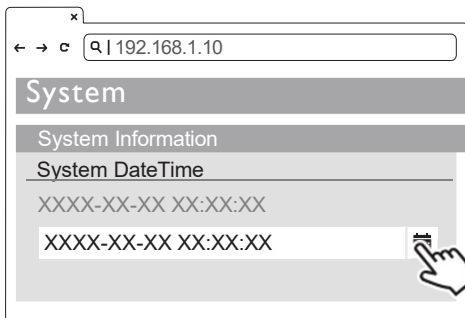 192.168.1.10
System
System Information
System DateTime
XXXX-XX-XX XX:XX:XX
XXXX-XX-XX XX:XX:XX